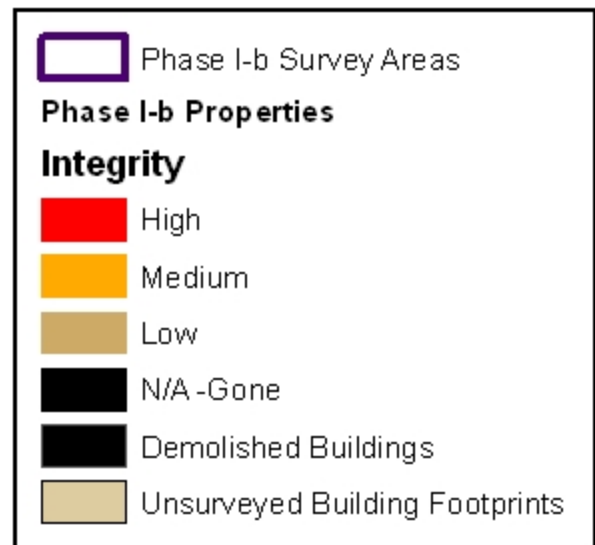 Phase I-b Survey Areas
Phase I-b Properties
Integrity
High
Medium
Low
N/A -Gone
Demolished Buildings
Unsurveyed Building Footprints